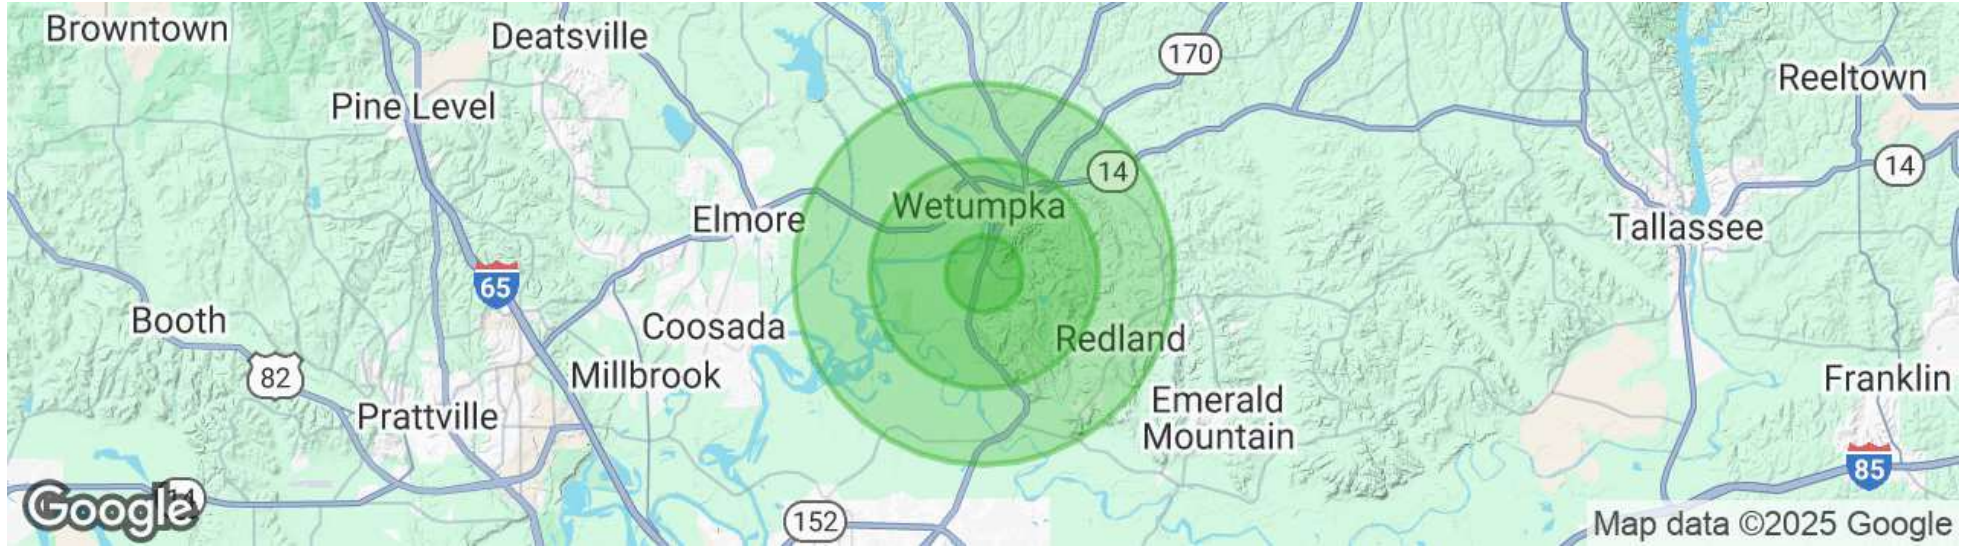 Browntown
Deatsville
170
Reeltown
Pine Level
14
14
Wetumpka
Elmore
Tallassee
65
Booth
Coosada
Redland
82
Millbrook
Franklin
Prattville
Emerald
Mountain
85
14
Google
152
Map data ©2025 Google